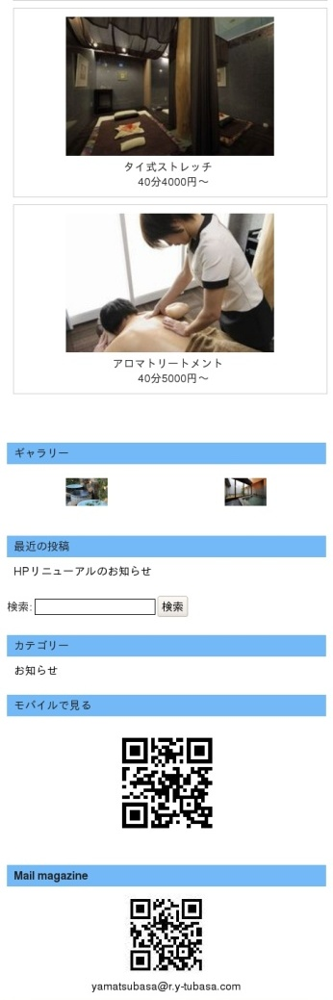 タイ式ストレッチ
40分4000円～
アロマトリートメント
40分5000円～
ギャラリー
最近の投稿
HPリニューアルのお知らせ
検索: 検索
カテゴリー
お知らせ
モバイルで見る
Mail magazine
yamatsubasa@r.y-tubasa.com